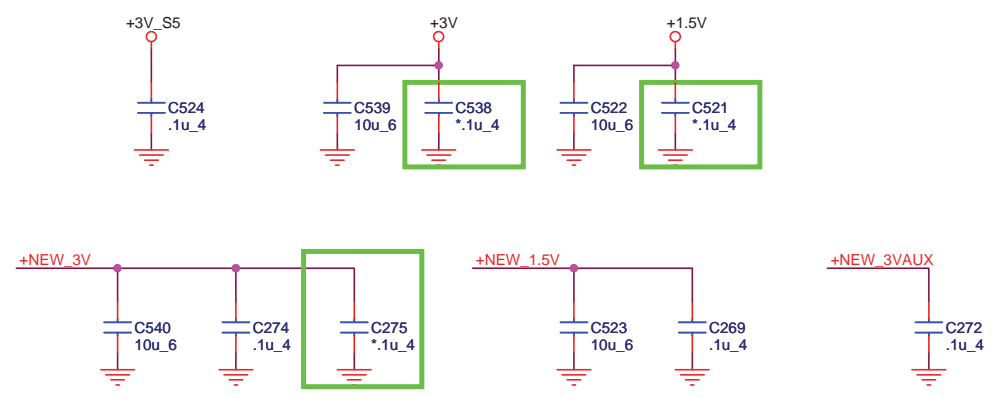 +3V_S5
+3V
+1.5V
C524
.1u_4
C539
10u_6
C538
*.1u_4
C522
10u_6
C521
*.1u_4
+NEW_3V
+NEW_1.5V
+NEW_3VAUX
C540
10u_6
C274
.1u_4
C275
*.1u_4
C523
10u_6
C269
.1u_4
C272
.1u_4